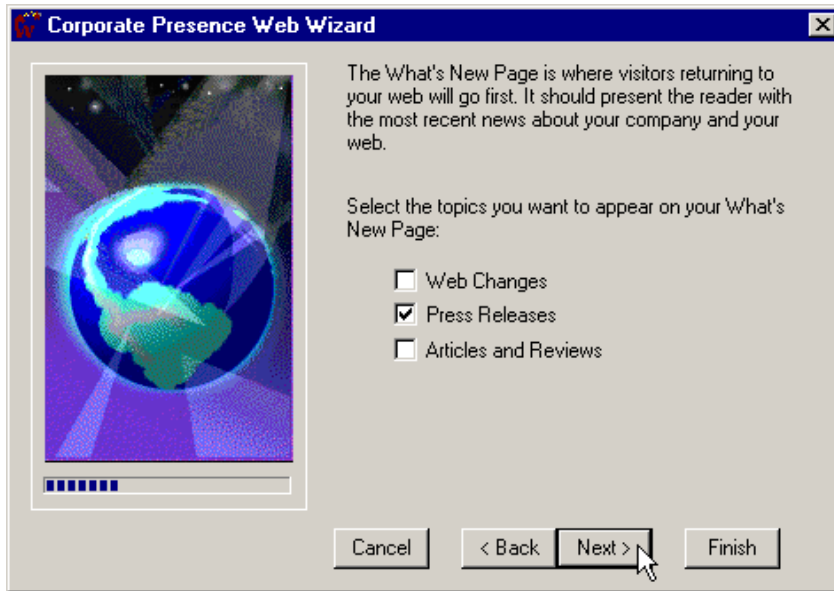 Corporate Presence Web Wizard
The What's New Page is where visitors returning to
your web will go first. It should present the reader with
the most recent news about your company and your
web.
Select the topics you want to appear on your What's
New Page:
Web Changes
Press Releases
Articles and Reviews
Cancel
< Back
Next >
Finish